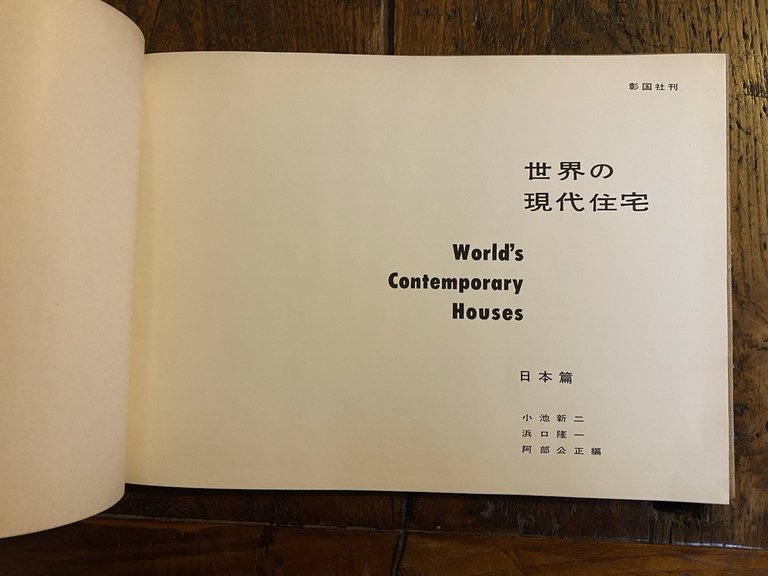 彰国社刊
世界の
現代住宅
World's
Contemporary
Houses
日本篇
小池新二
浜口隆一
阿部公正編